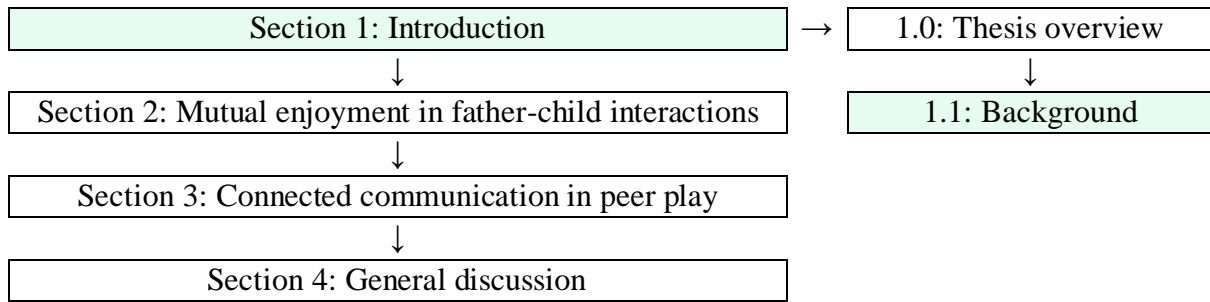 Section 1: Introduction → 1.0: Thesis overview
↓ ↓
Section 2: Mutual enjoyment in father-child interactions 1.1: Background
↓
Section 3: Connected communication in peer play
↓
Section 4: General discussion